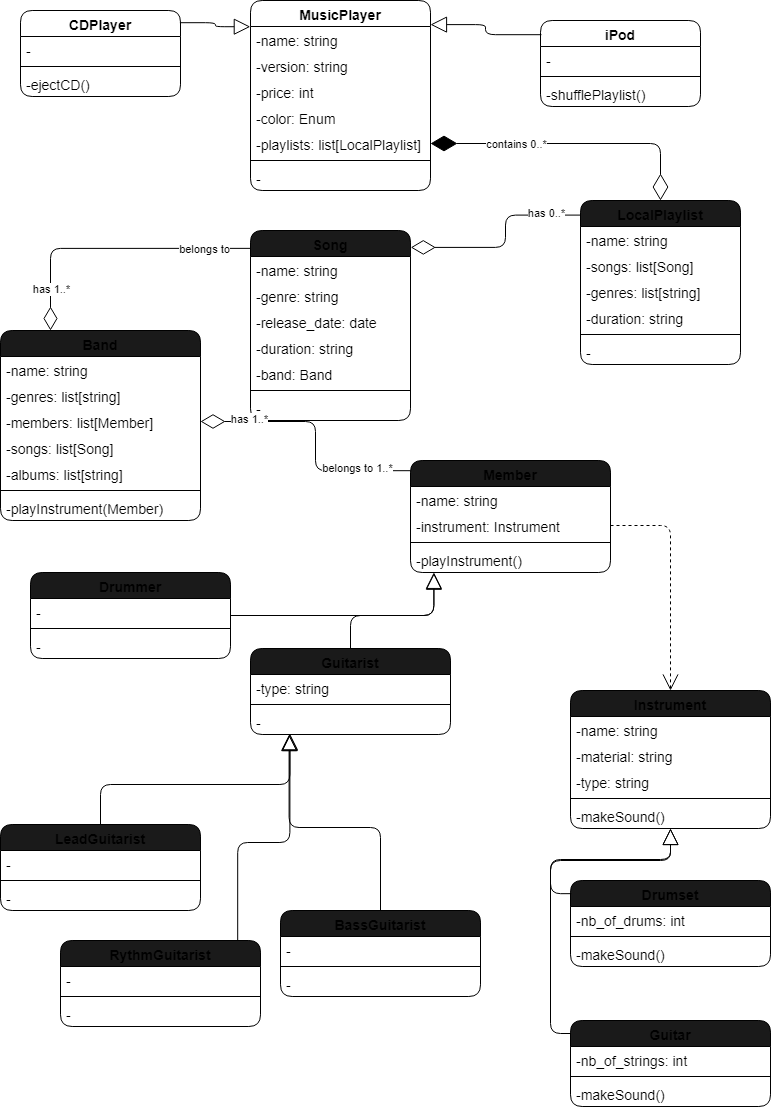 CDPlayer
-
-ejectCD()
MusicPlayer
-name: string
-version: string
-price: int
-color: Enum
-playlists: list[LocalPlaylist]
-
iPod
-
-shufflePlaylist()
contains 0..*
has 0..*
LocalPlaylist
-name: string
-songs: list[Song]
-genres: list[string]
-duration: string
-
belongs to
has 1..*
Song
-name: string
-genre: string
-release_date: date
-duration: string
-band: Band
-
Band
-name: string
-genres: list[string]
-members: list[Member]
-songs: list[Song]
-albums: list[string]
-playInstrument(Member)
has 1..*
belongs to 1..*
Member
-name: string
-instrument: Instrument
-playInstrument()
Drummer
-
-
Guitarist
-type: string
-
Instrument
-name: string
-material: string
-type: string
-makeSound()
LeadGuitarist
-
-
RythmGuitarist
-
-
BassGuitarist
-
-
Drumset
-nb_of_drums: int
-makeSound()
Guitar
-nb_of_strings: int
-makeSound()